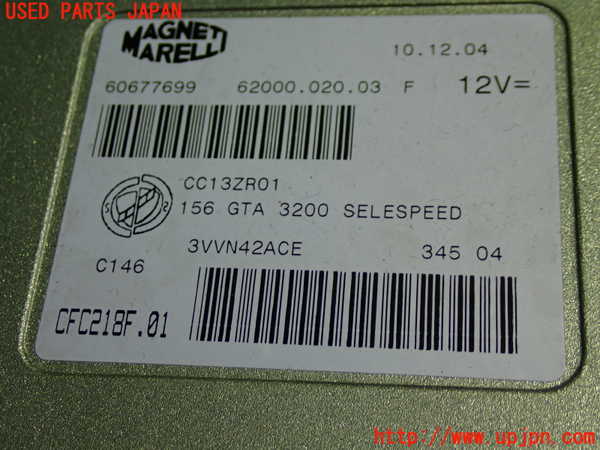 USED PARTS JAPAN
MAGNETI
MARELLI
10.12.04
60677699 62000.020.03 F 12V=
CC13ZR01
156 GTA 3200 SELESPEED
3VVN42ACE 345 04
C146
CFC218F.01
(C)UPJ www.upjpn.com